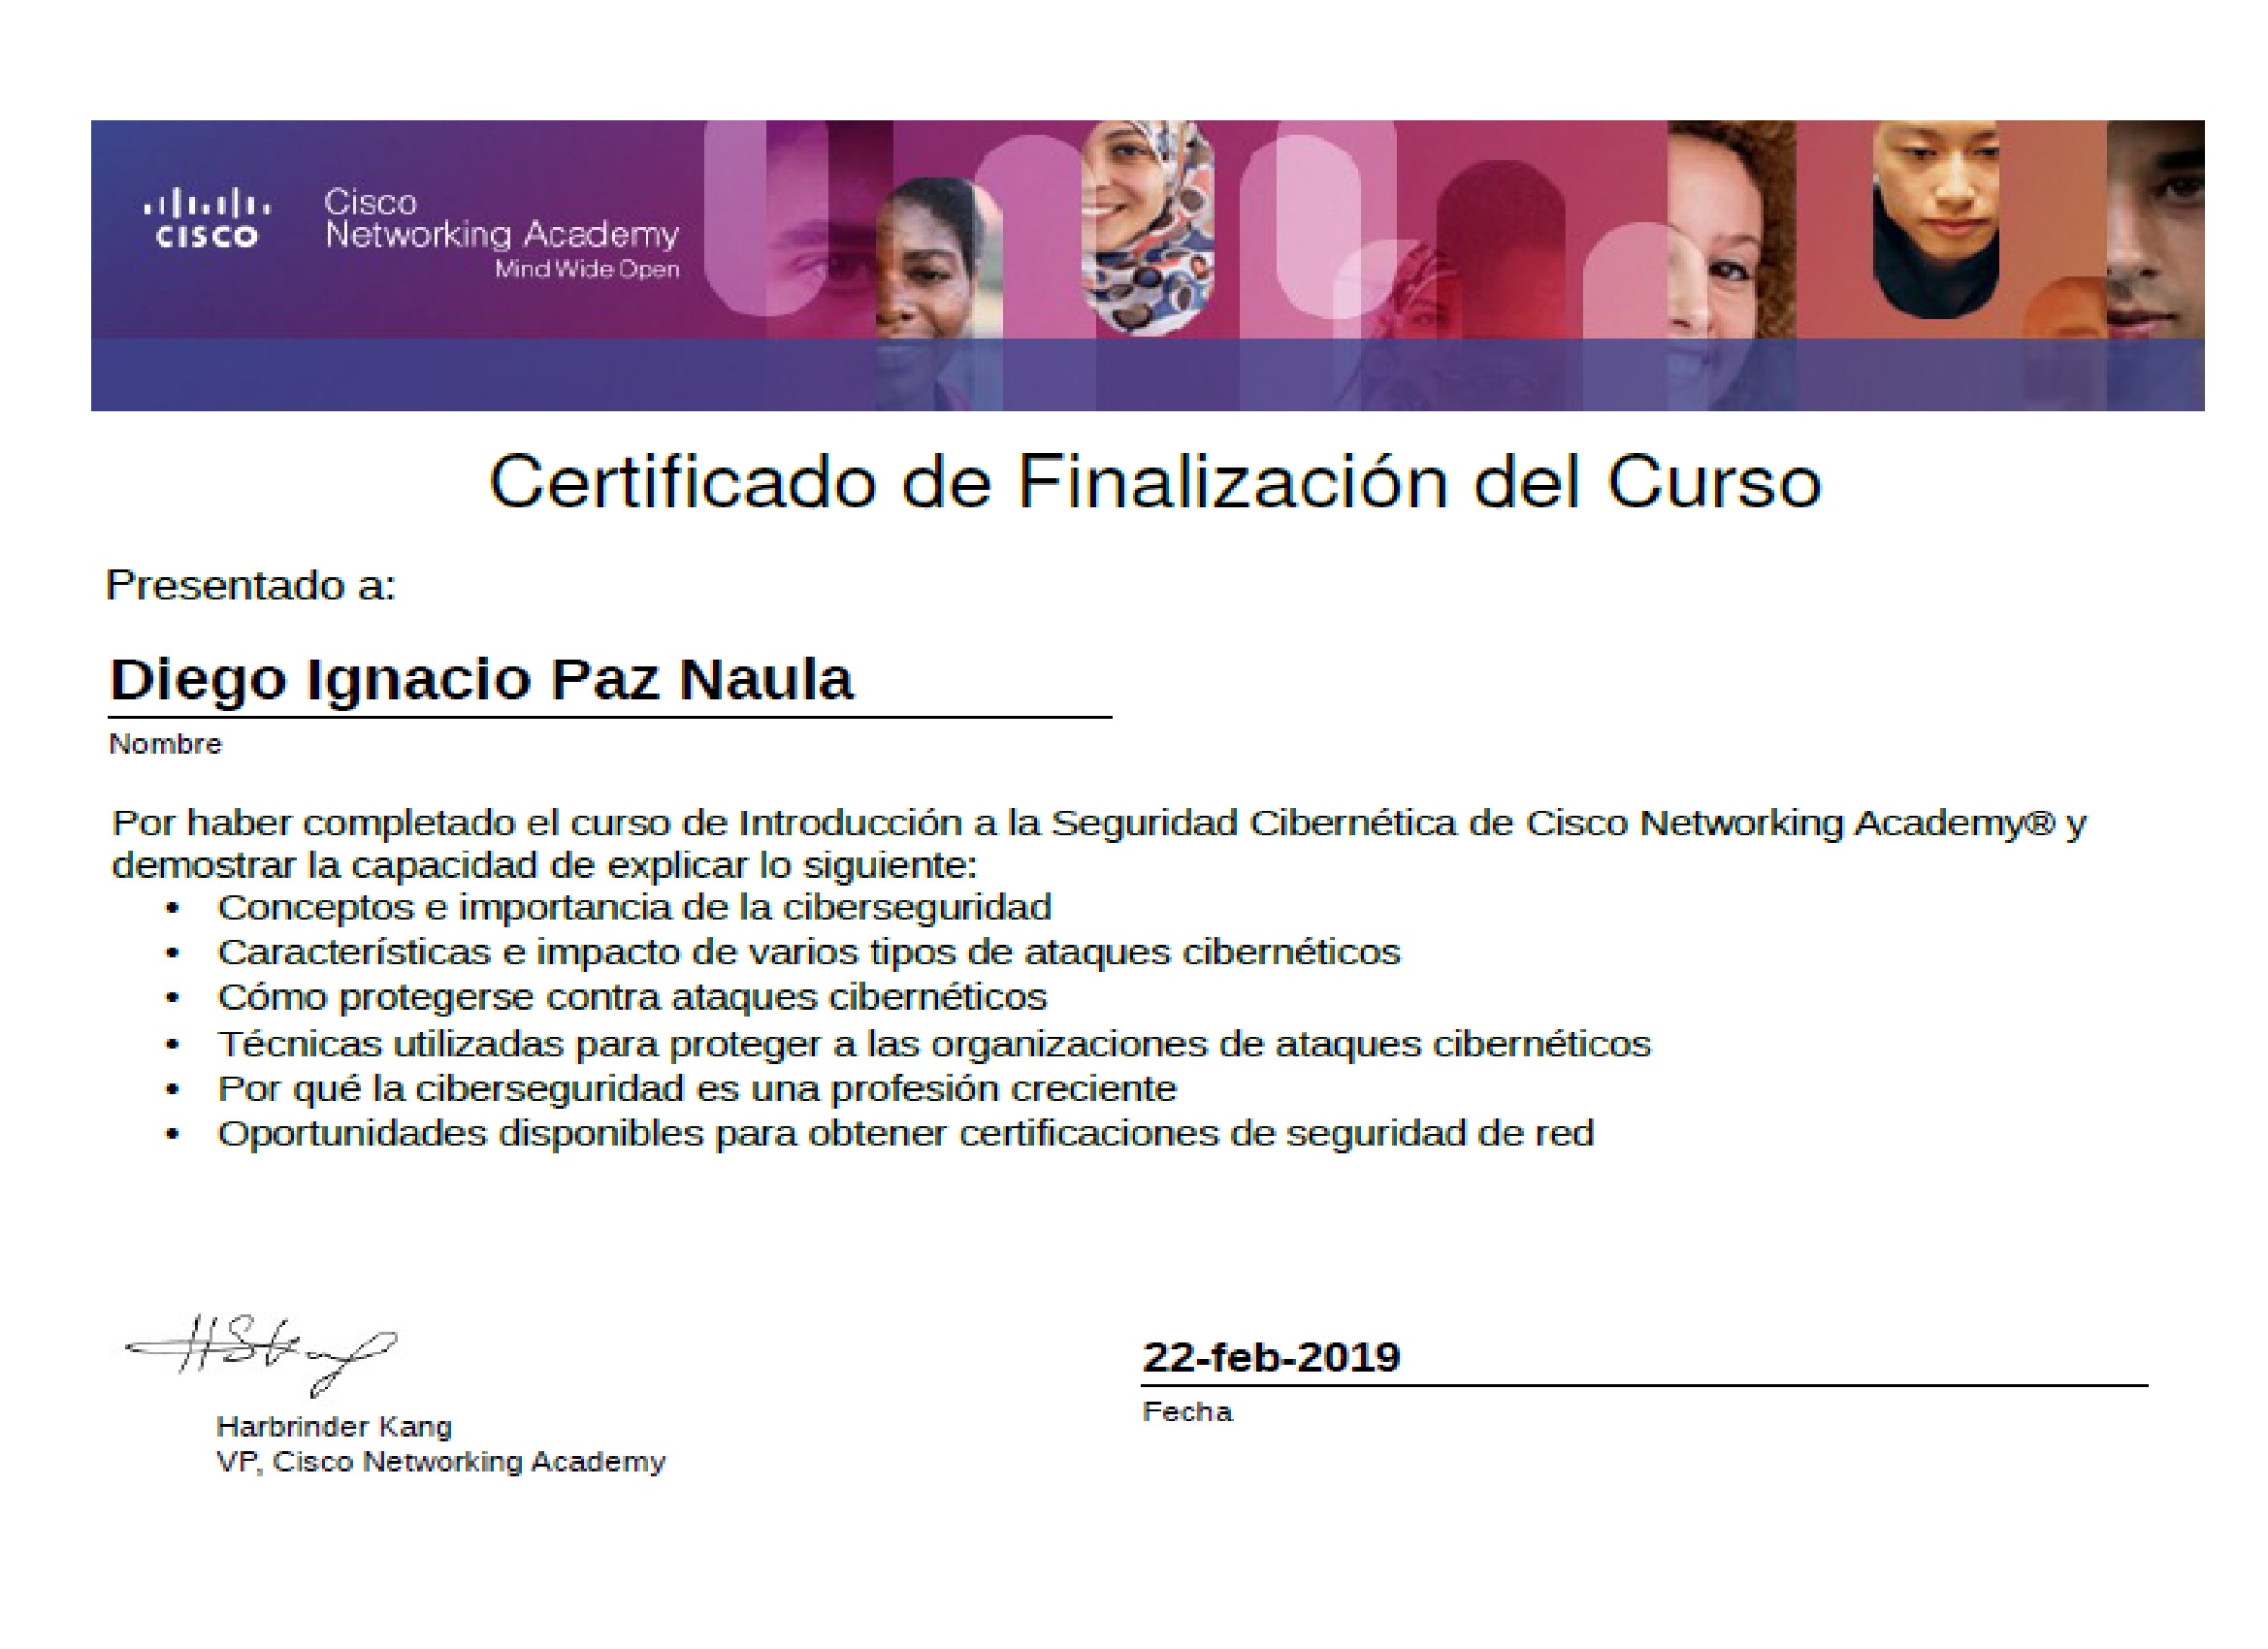 CISCO
Cisco
Networking Academy
Mind Wide Open
Certificado de Finalización del Curso
Presentado a:
Diego Ignacio Paz Naula
Nombre
Por haber completado el curso de Introducción a la Seguridad Cibernética de Cisco Networking Academy® y
demostrar la capacidad de explicar lo siguiente:
• Conceptos e importancia de la ciberseguridad
• Características e impacto de varios tipos de ataques cibernéticos
• Cómo protegerse contra ataques cibernéticos
• Técnicas utilizadas para proteger a las organizaciones de ataques cibernéticos
• Por qué la ciberseguridad es una profesión creciente
• Oportunidades disponibles para obtener certificaciones de seguridad de red
Harbrinder Kang
VP, Cisco Networking Academy
22-feb-2019
Fecha